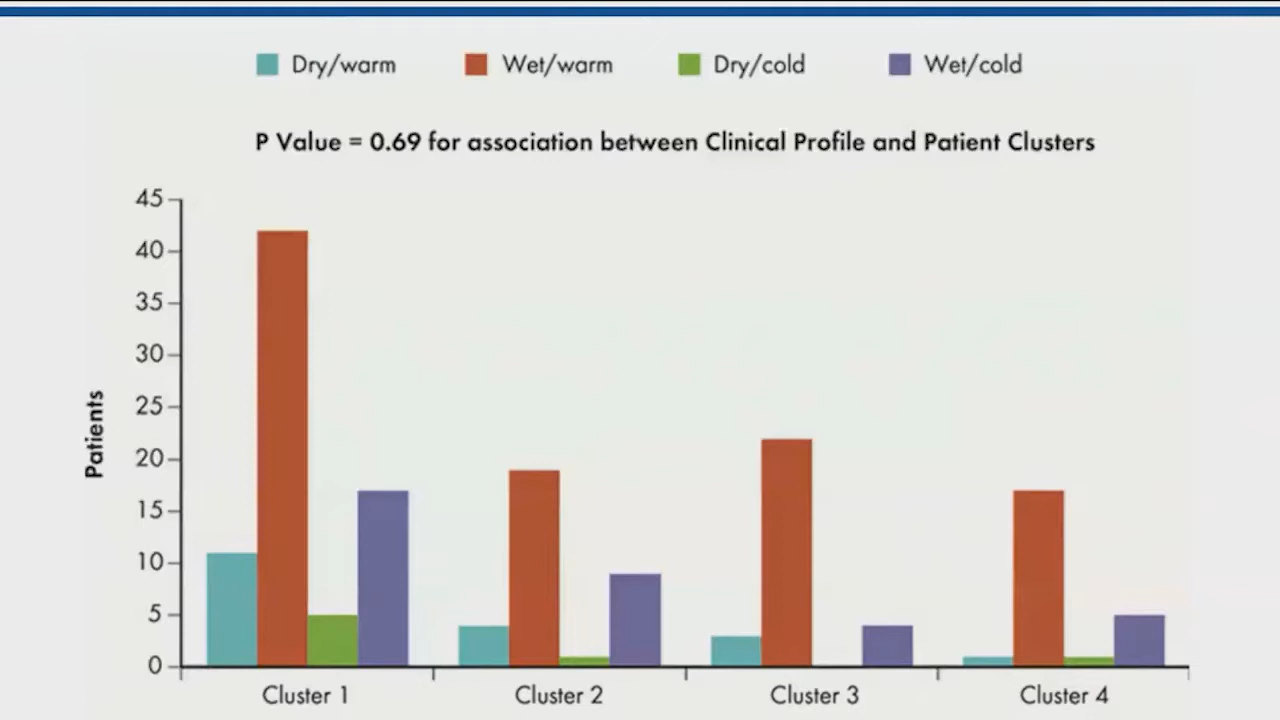 Dry/warm Wet/warm Dry/cold Wet/cold
P Value = 0.69 for association between Clinical Profile and Patient Clusters
45
40
35
30
25
20
15
10
5
0
Patients
Cluster 1 Cluster 2 Cluster 3 Cluster 4